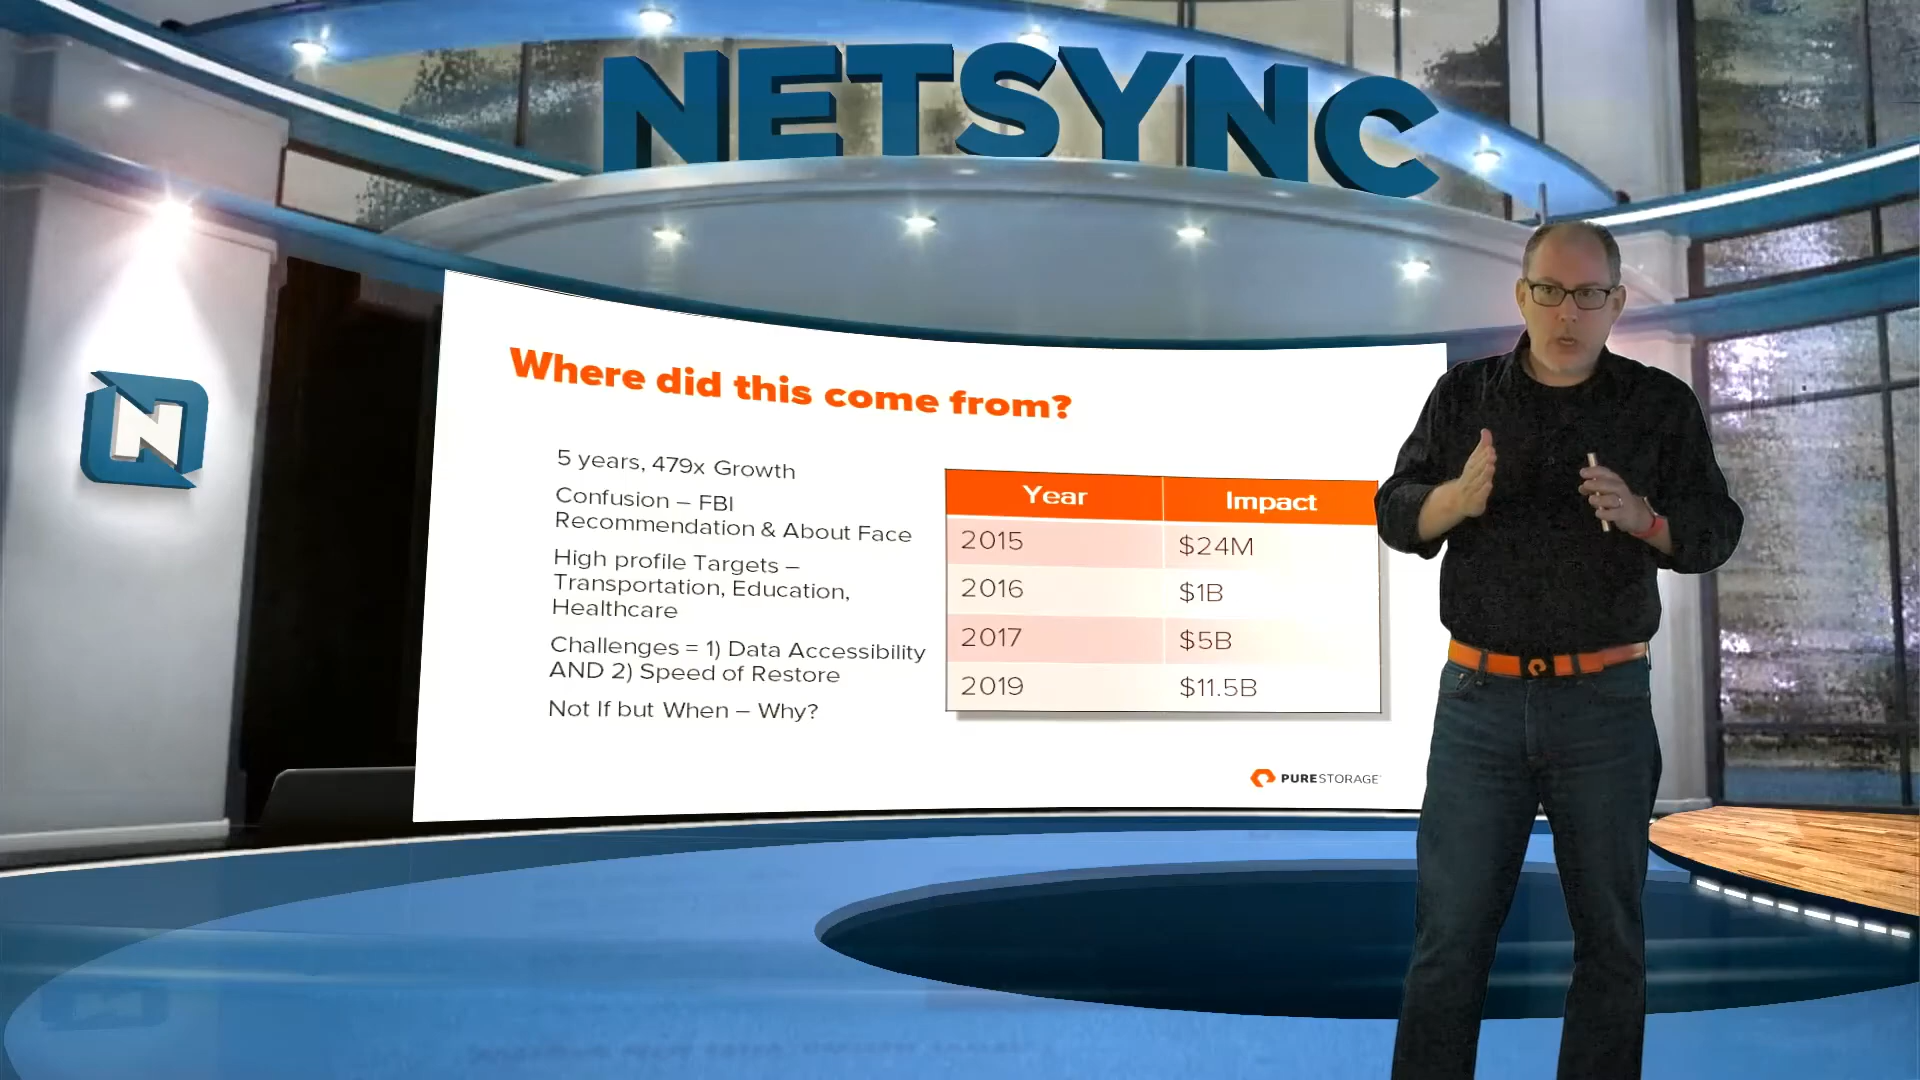 NETSYNC
N
Where did this come from?
5 years, 479x Growth
Confusion – FBI
Recommendation & About Face
High profile Targets –
Transportation, Education,
Healthcare
Challenges = 1) Data Accessibility
AND 2) Speed of Restore
Not If but When – Why?
Year Impact
2015 $24M
2016 $1B
2017 $5B
2019 $11.5B
PURESTORAGE